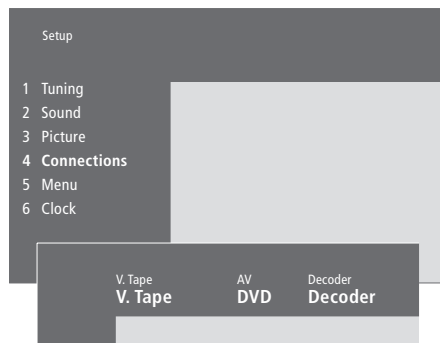 Setup
1 Tuning
2 Sound
3 Picture
4 Connections
5 Menu
6 Clock
V. Tape AV Decoder
V. Tape DVD Decoder